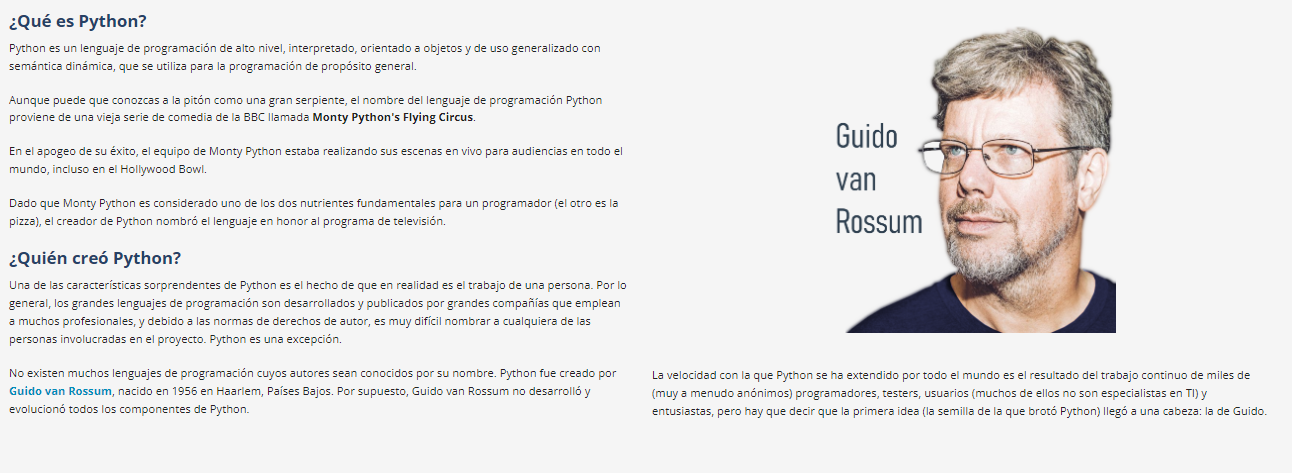 ¿Qué es Python?
Python es un lenguaje de programación de alto nivel, interpretado, orientado a objetos y de uso generalizado con
semántica dinámica, que se utiliza para la programación de propósito general.
Aunque puede que conozcas a la pitón como una gran serpiente, el nombre del lenguaje de programación Python
proviene de una vieja serie de comedia de la BBC llamada Monty Python's Flying Circus.
En el apogeo de su éxito, el equipo de Monty Python estaba realizando sus escenas en vivo para audiencias en todo el
mundo, incluso en el Hollywood Bowl.
Dado que Monty Python es considerado uno de los dos nutrientes fundamentales para un programador (el otro es la
pizza), el creador de Python nombró el lenguaje en honor al programa de televisión.
¿Quién creó Python?
Una de las características sorprendentes de Python es el hecho de que en realidad es el trabajo de una persona. Por lo
general, los grandes lenguajes de programación son desarrollados y publicados por grandes compañías que emplean
a muchos profesionales, y debido a las normas de derechos de autor, es muy difícil nombrar a cualquiera de las
personas involucradas en el proyecto. Python es una excepción.
No existen muchos lenguajes de programación cuyos autores sean conocidos por su nombre. Python fue creado por
Guido van Rossum, nacido en 1956 en Haarlem, Países Bajos. Por supuesto, Guido van Rossum no desarrolló y
evolucionó todos los componentes de Python.
Guido
van
Rossum
La velocidad con la que Python se ha extendido por todo el mundo es el resultado del trabajo continuo de miles de
(muy a menudo anónimos) programadores, testers, usuarios (muchos de ellos no son especialistas en TI) y
entusiastas, pero hay que decir que la primera idea (la semilla de la que brotó Python) llegó a una cabeza: la de Guido.